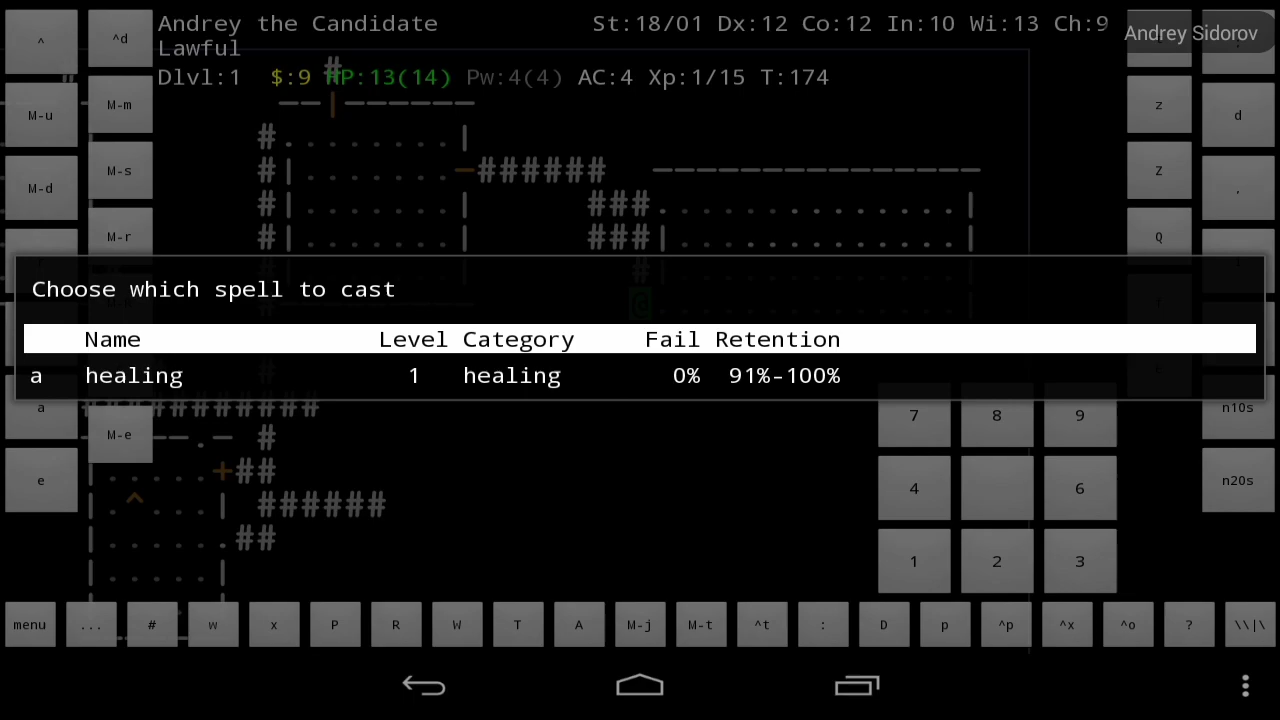 Andrey the Candidate St:18/01 Dx:12 Co:12 In:10 Wi:13 Ch:9
Lawful
Andrey Sidorov
Dlvl:1 $:9 HP:13(14) Pw:4(4) AC:4 Xp:1/15 T:174
^ ^d
M-u M-m z d
M-d M-s Z
M-r Q
Choose which spell to cast
Name Level Category Fail Retention
a healing 1 healing 0% 91%-100%
a M-e 7 8 9 n10s
e 4 6 n20s
1 2 3
menu ... # w x P R W T A M-j M-t ^t : D p ^p ^x ^o ? \\|\